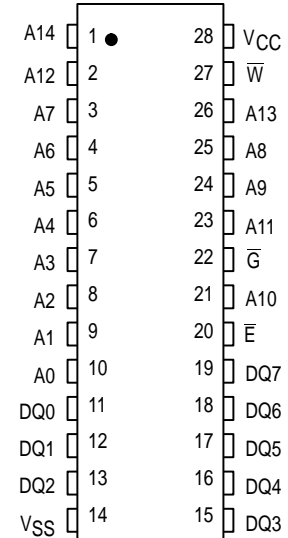 A14 1 28 VCC
A12 2 27 W̅
A7 3 26 A13
A6 4 25 A8
A5 5 24 A9
A4 6 23 A11
A3 7 22 G̅
A2 8 21 A10
A1 9 20 E̅
A0 10 19 DQ7
DQ0 11 18 DQ6
DQ1 12 17 DQ5
DQ2 13 16 DQ4
VSS 14 15 DQ3